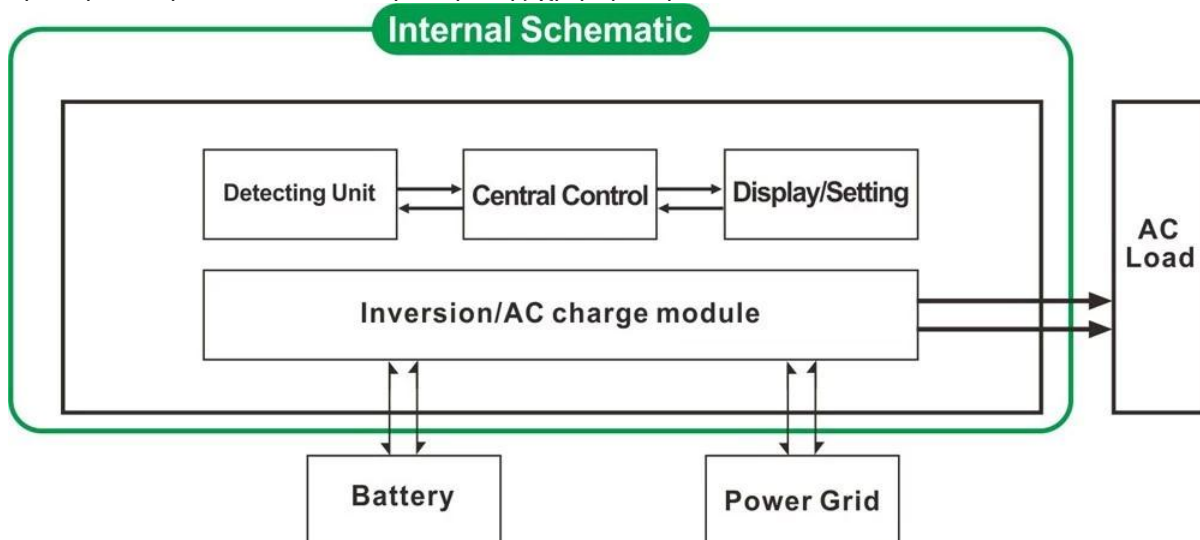 Internal Schematic
Detecting Unit
Central Control
Display/Setting
AC
Load
Inversion/AC charge module
Battery
Power Grid